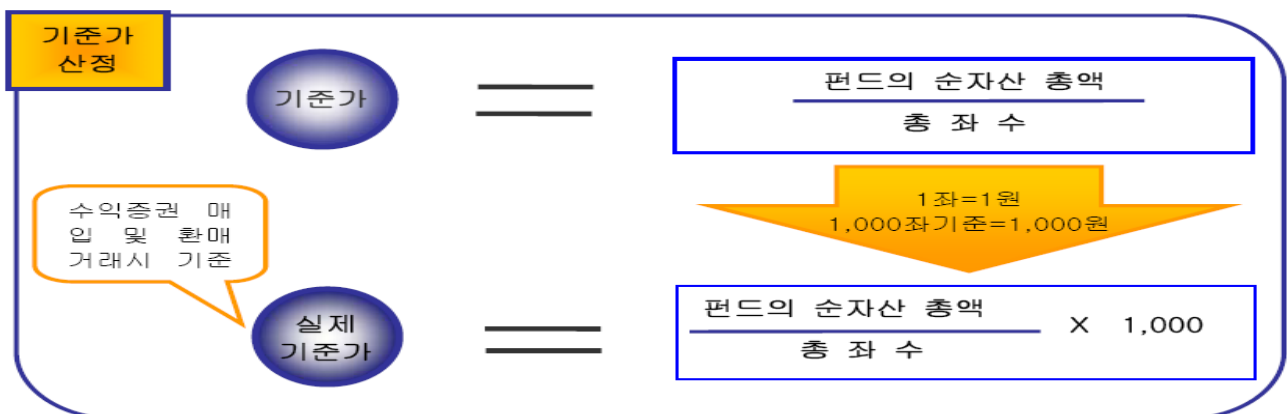 기준가
산정
기준가
펀드의 순자산 총액
총 좌 수
1좌=1원
1,000좌기준=1,000원
수익증권 매
입 및 환매
거래시 기준
실제
기준가
펀드의 순자산 총액
총 좌 수
X 1,000